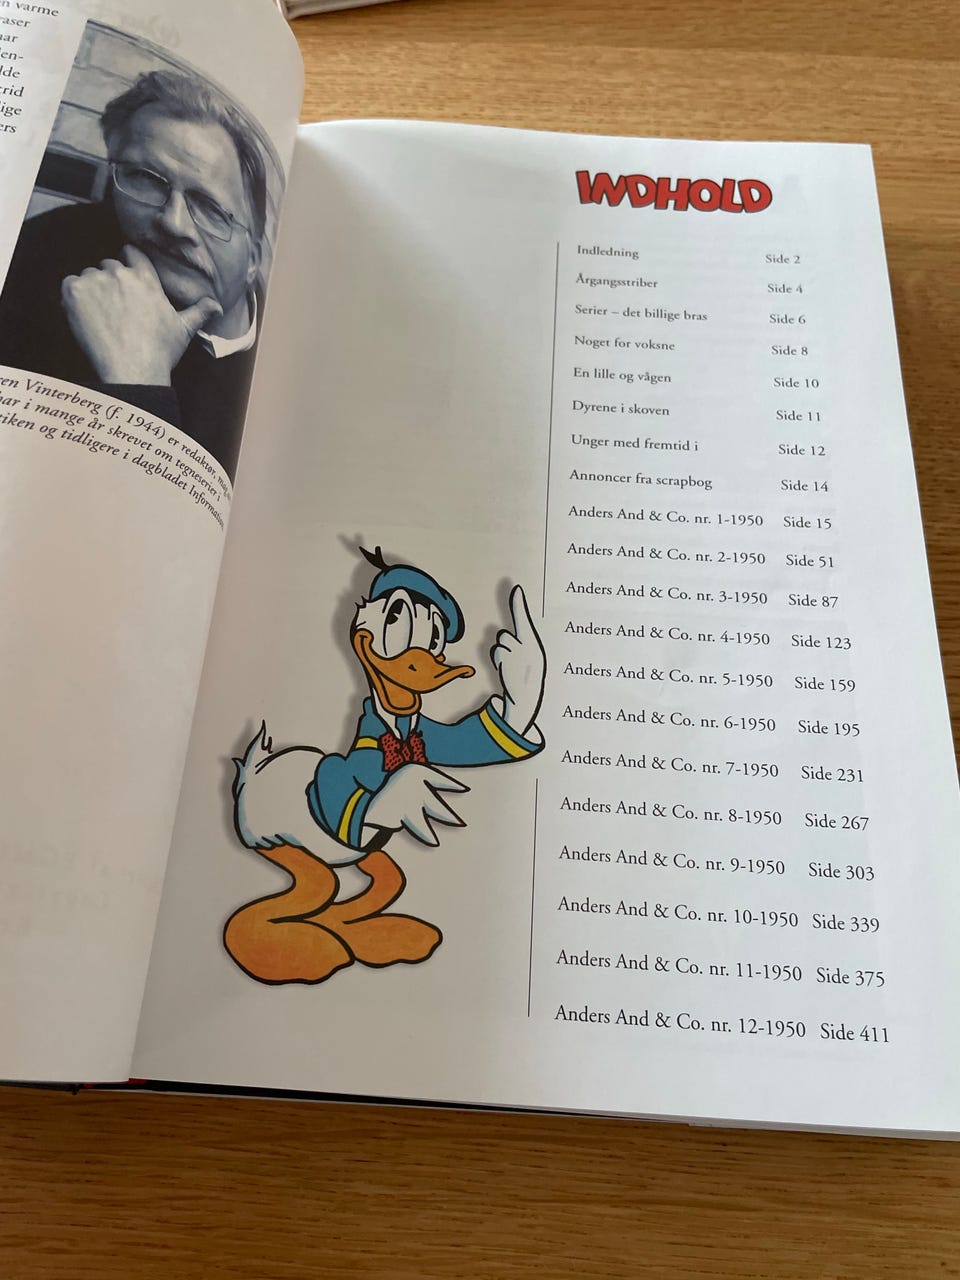 varme
ige
ers
Vinterberg (f. 1944) er redaktør,
har i mange år skrevet om tegneserier i
og tidligere i dagbladet Information.
INDHOLD
Indledning Side 2
Årgangsstriber Side 4
Serier – det billige bras Side 6
Noget for voksne Side 8
En lille og vågen Side 10
Dyrene i skoven Side 11
Unger med fremtid i Side 12
Annoncer fra scrapbog Side 14
Anders And & Co. nr. 1-1950 Side 15
Anders And & Co. nr. 2-1950 Side 51
Anders And & Co. nr. 3-1950 Side 87
Anders And & Co. nr. 4-1950 Side 123
Anders And & Co. nr. 5-1950 Side 159
Anders And & Co. nr. 6-1950 Side 195
Anders And & Co. nr. 7-1950 Side 231
Anders And & Co. nr. 8-1950 Side 267
Anders And & Co. nr. 9-1950 Side 303
Anders And & Co. nr. 10-1950 Side 339
Anders And & Co. nr. 11-1950 Side 375
Anders And & Co. nr. 12-1950 Side 411